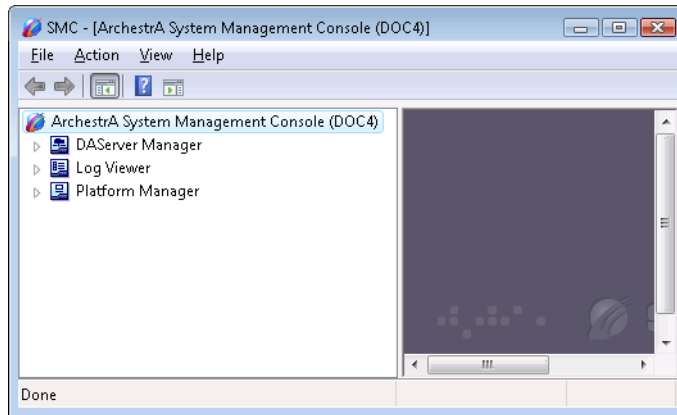 SMC - [ArchestrA System Management Console (DOC4)]
File Action View Help
ArchestrA System Management Console (DOC4)
DAServer Manager
Log Viewer
Platform Manager
Done